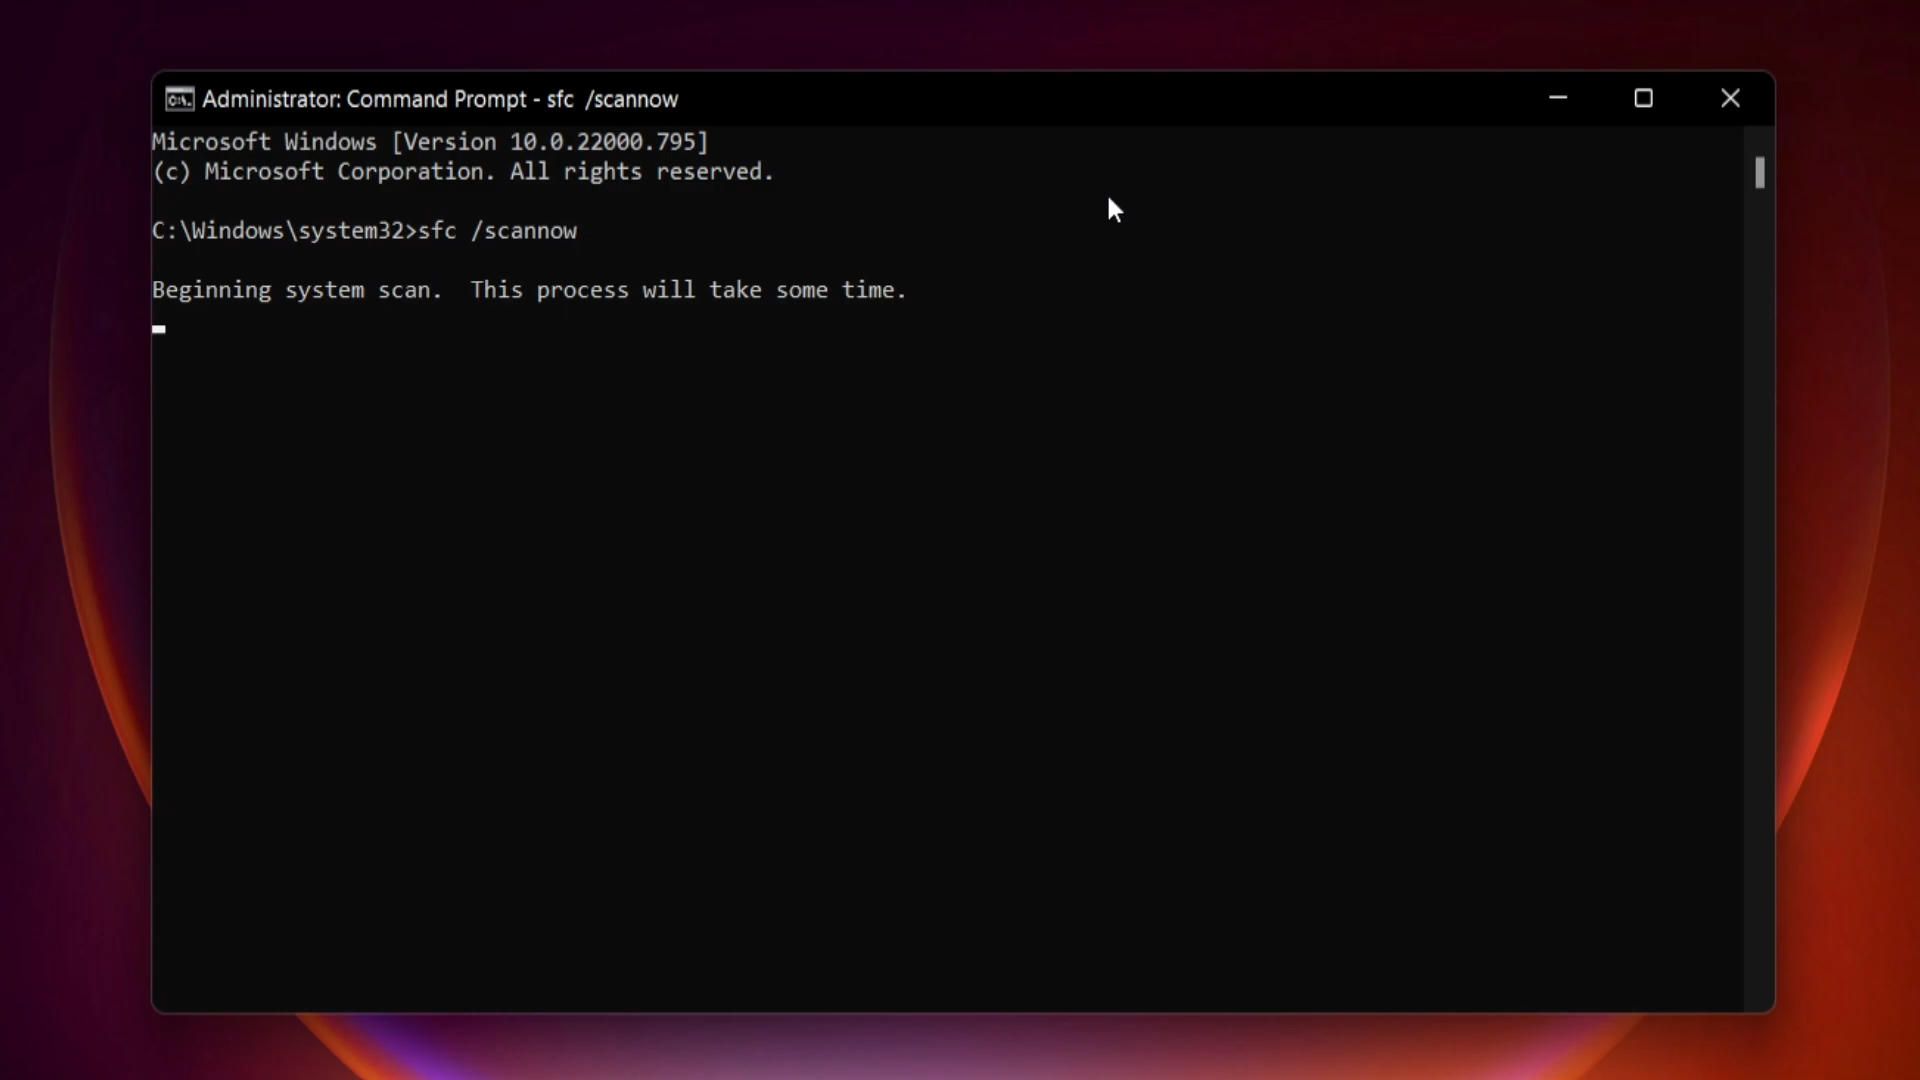 Administrator: Command Prompt - sfc  /scannow
Microsoft Windows [Version 10.0.22000.795]
(c) Microsoft Corporation. All rights reserved.
C:\Windows\system32>sfc /scannow
Beginning system scan.  This process will take some time.